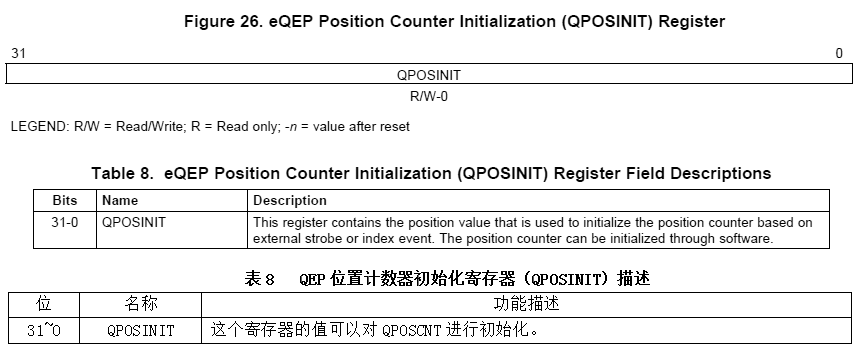 Figure 26. eQEP Position Counter Initialization (QPOSINIT) Register
31 0
QPOSINIT
R/W-0
LEGEND: R/W = Read/Write; R = Read only; -n = value after reset
Table 8. eQEP Position Counter Initialization (QPOSINIT) Register Field Descriptions
Bits Name Description
31-0 QPOSINIT This register contains the position value that is used to initialize the position counter based on
external strobe or index event. The position counter can be initialized through software.
表 8 QEP 位置计数器初始化寄存器（QPOSINIT）描述
位 名称 功能描述
31~0 QPOSINIT 这个寄存器的值可以对 QPOSCNT 进行初始化。